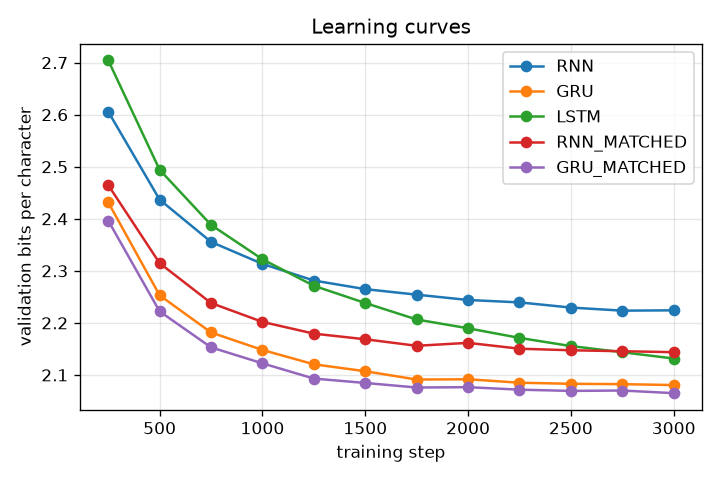 Learning curves
RNN
GRU
LSTM
RNN_MATCHED
GRU_MATCHED
validation bits per character
2.7
2.6
2.5
2.4
2.3
2.2
2.1
500 1000 1500 2000 2500 3000
training step